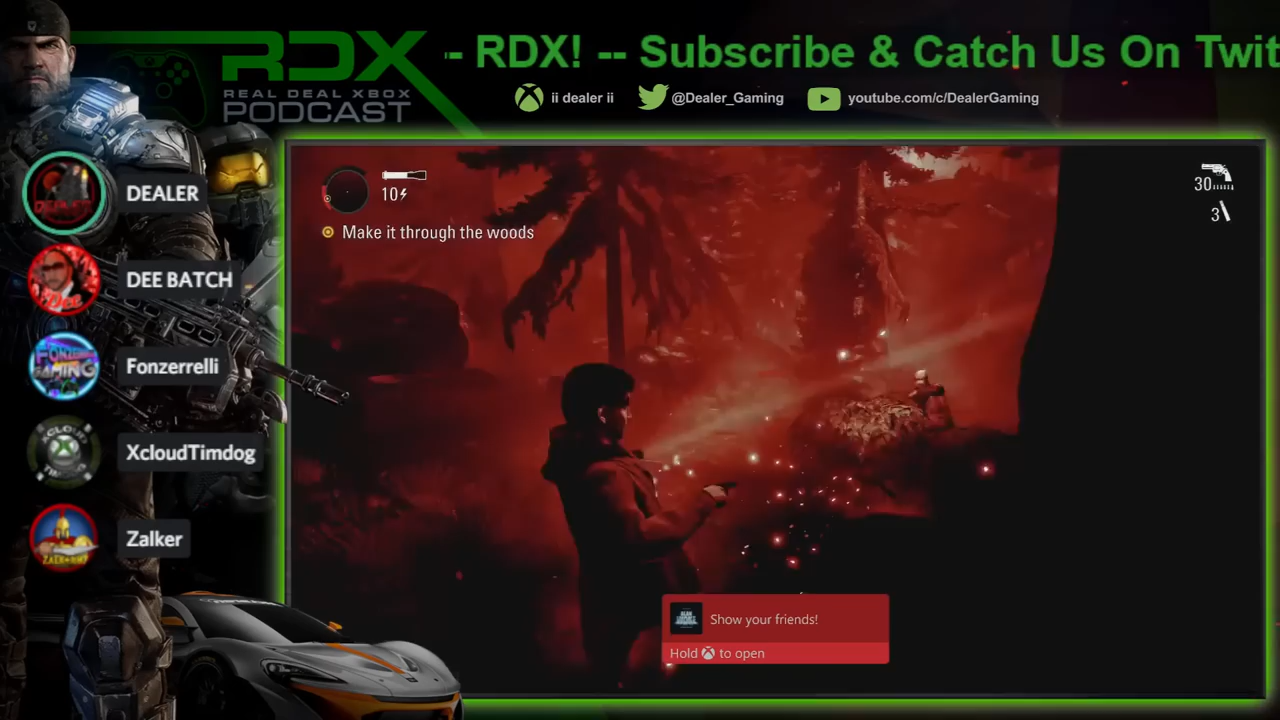 RDX
REAL DEAL XBOX
PODCAST
- RDX! -- Subscribe & Catch Us On Twit
ii dealer ii
@Dealer_Gaming
youtube.com/c/DealerGaming
DEALER
DEE BATCH
Dee
Fonzerrelli
GAMING
XcloudTimdog
Zalker
10
Make it through the woods
30
3
Show your friends!
Hold to open